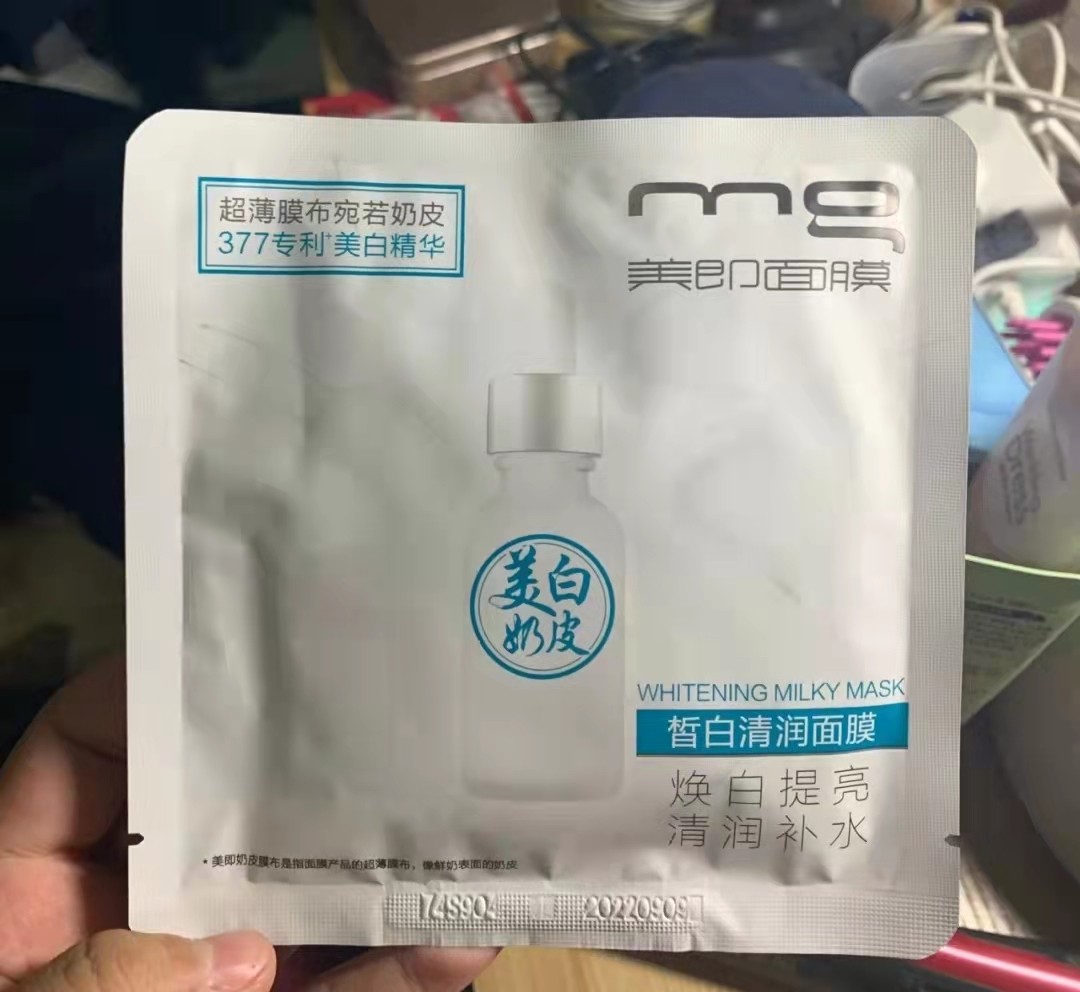 超薄膜布宛若奶皮
377专利+美白精华
mg
美即面膜
美白
奶皮
WHITENING MILKY MASK
皙白清润面膜
焕白提亮
清润补水
* 美即奶皮膜布是指面膜产品的超薄膜布，像鲜奶表面的奶皮
20220909